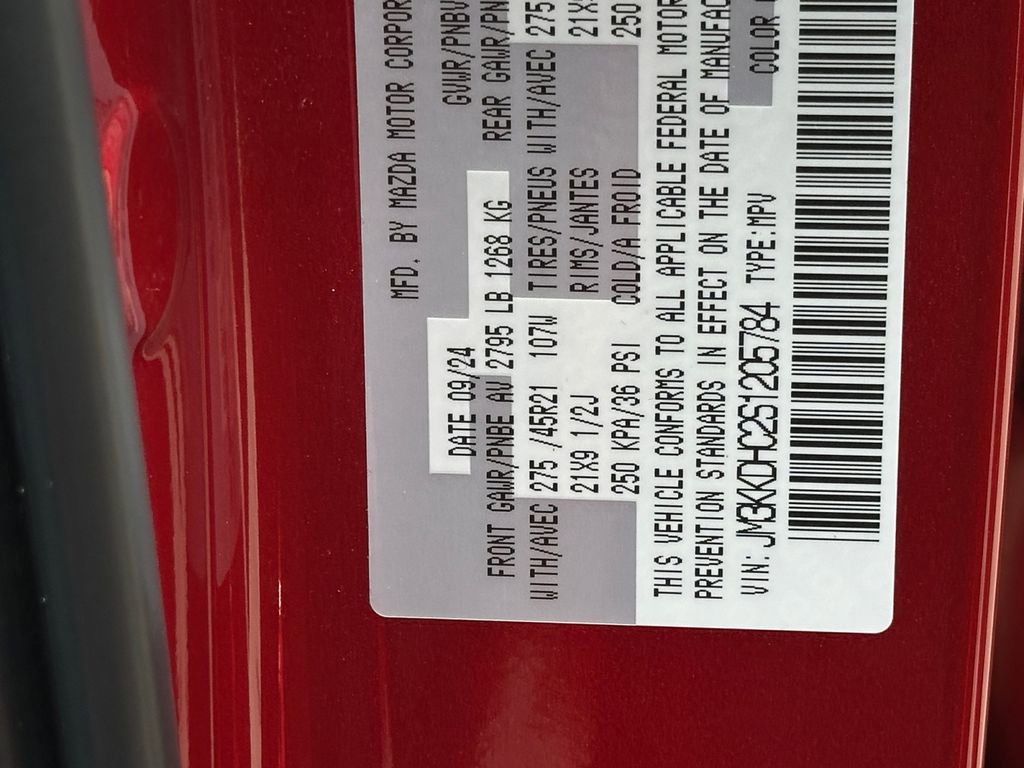 MFD. BY MAZDA MOTOR CORPOR
DATE 09/24 GVWR/PNBV
FRONT GAWR/PNBE AV 2795 LB 1268 KG REAR GAWR/PN
WITH/AVEC 275 /45R21 107W TIRES/PNEUS WITH/AVEC 275
21X9 1/2J RIMS/JANTES 21X
250 KPA/36 PSI COLD/A FROID 250
THIS VEHICLE CONFORMS TO ALL APPLICABLE FEDERAL MOTOR
PREVENTION STANDARDS IN EFFECT ON THE DATE OF MANUFAC
VIN: JM3KKDHC2S1205784 TYPE:MPV COLOR